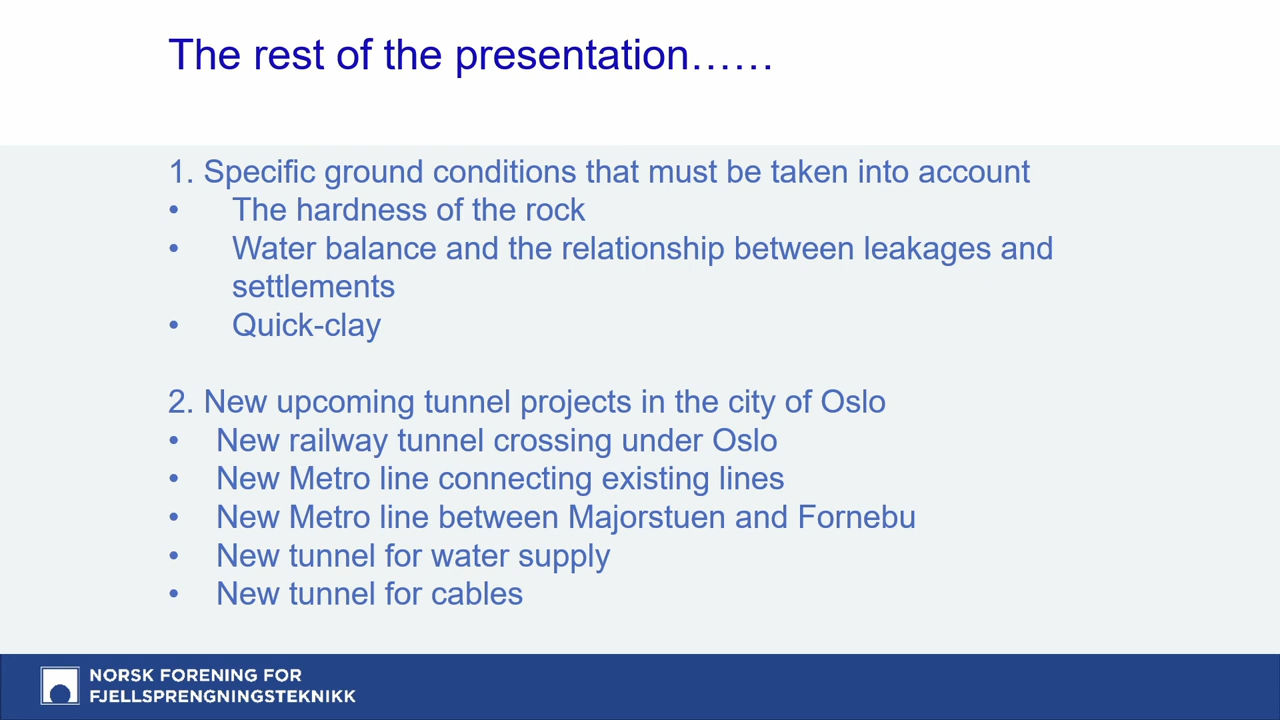 The rest of the presentation......
1. Specific ground conditions that must be taken into account
• The hardness of the rock
• Water balance and the relationship between leakages and
settlements
• Quick-clay
2. New upcoming tunnel projects in the city of Oslo
• New railway tunnel crossing under Oslo
• New Metro line connecting existing lines
• New Metro line between Majorstuen and Fornebu
• New tunnel for water supply
• New tunnel for cables
NORSK FORENING FOR
FJELLSPRENGNINGSTEKNIKK